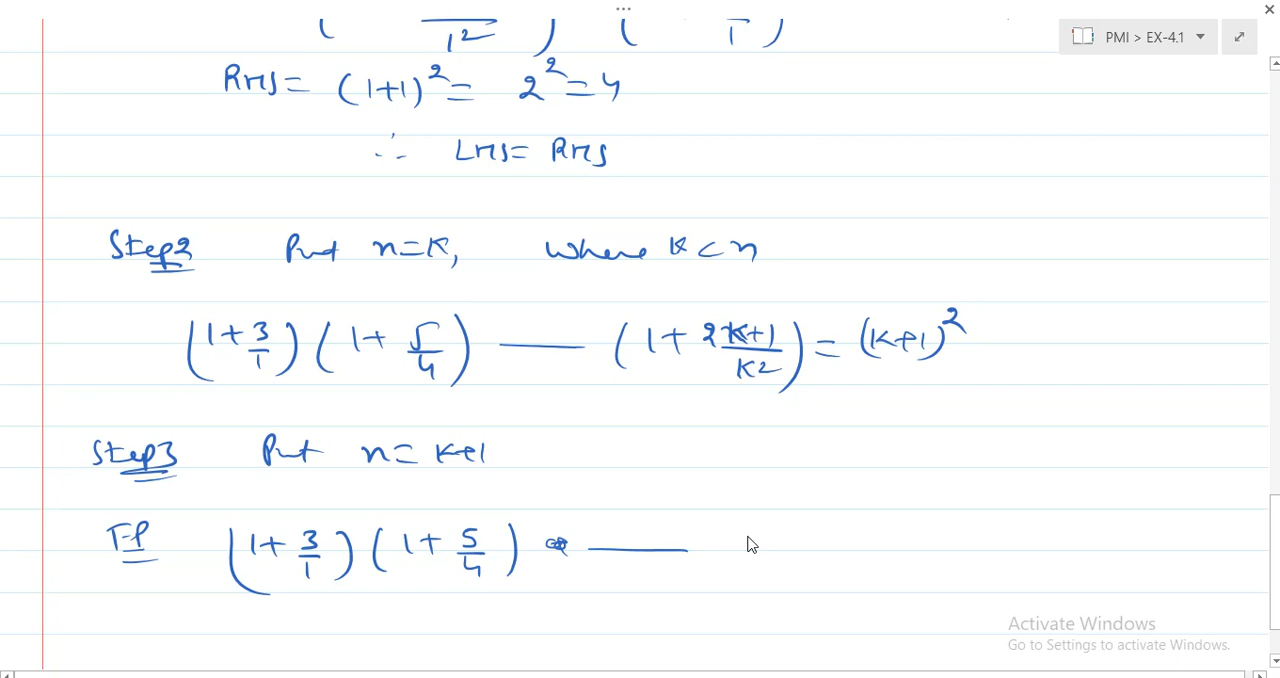 PMI > EX-4.1
( 1² ) ( 1 )
RHS = (1+1)² = 2² = 4
∴ LHS = RHS
Step2 Put n=K, where K < n
(1+3/1)(1+5/4) —— (1+2K+1/K2) = (K+1)²
Step3 Put n= K+1
T-P (1+3/1)(1+5/4) ——
Activate Windows
Go to Settings to activate Windows.